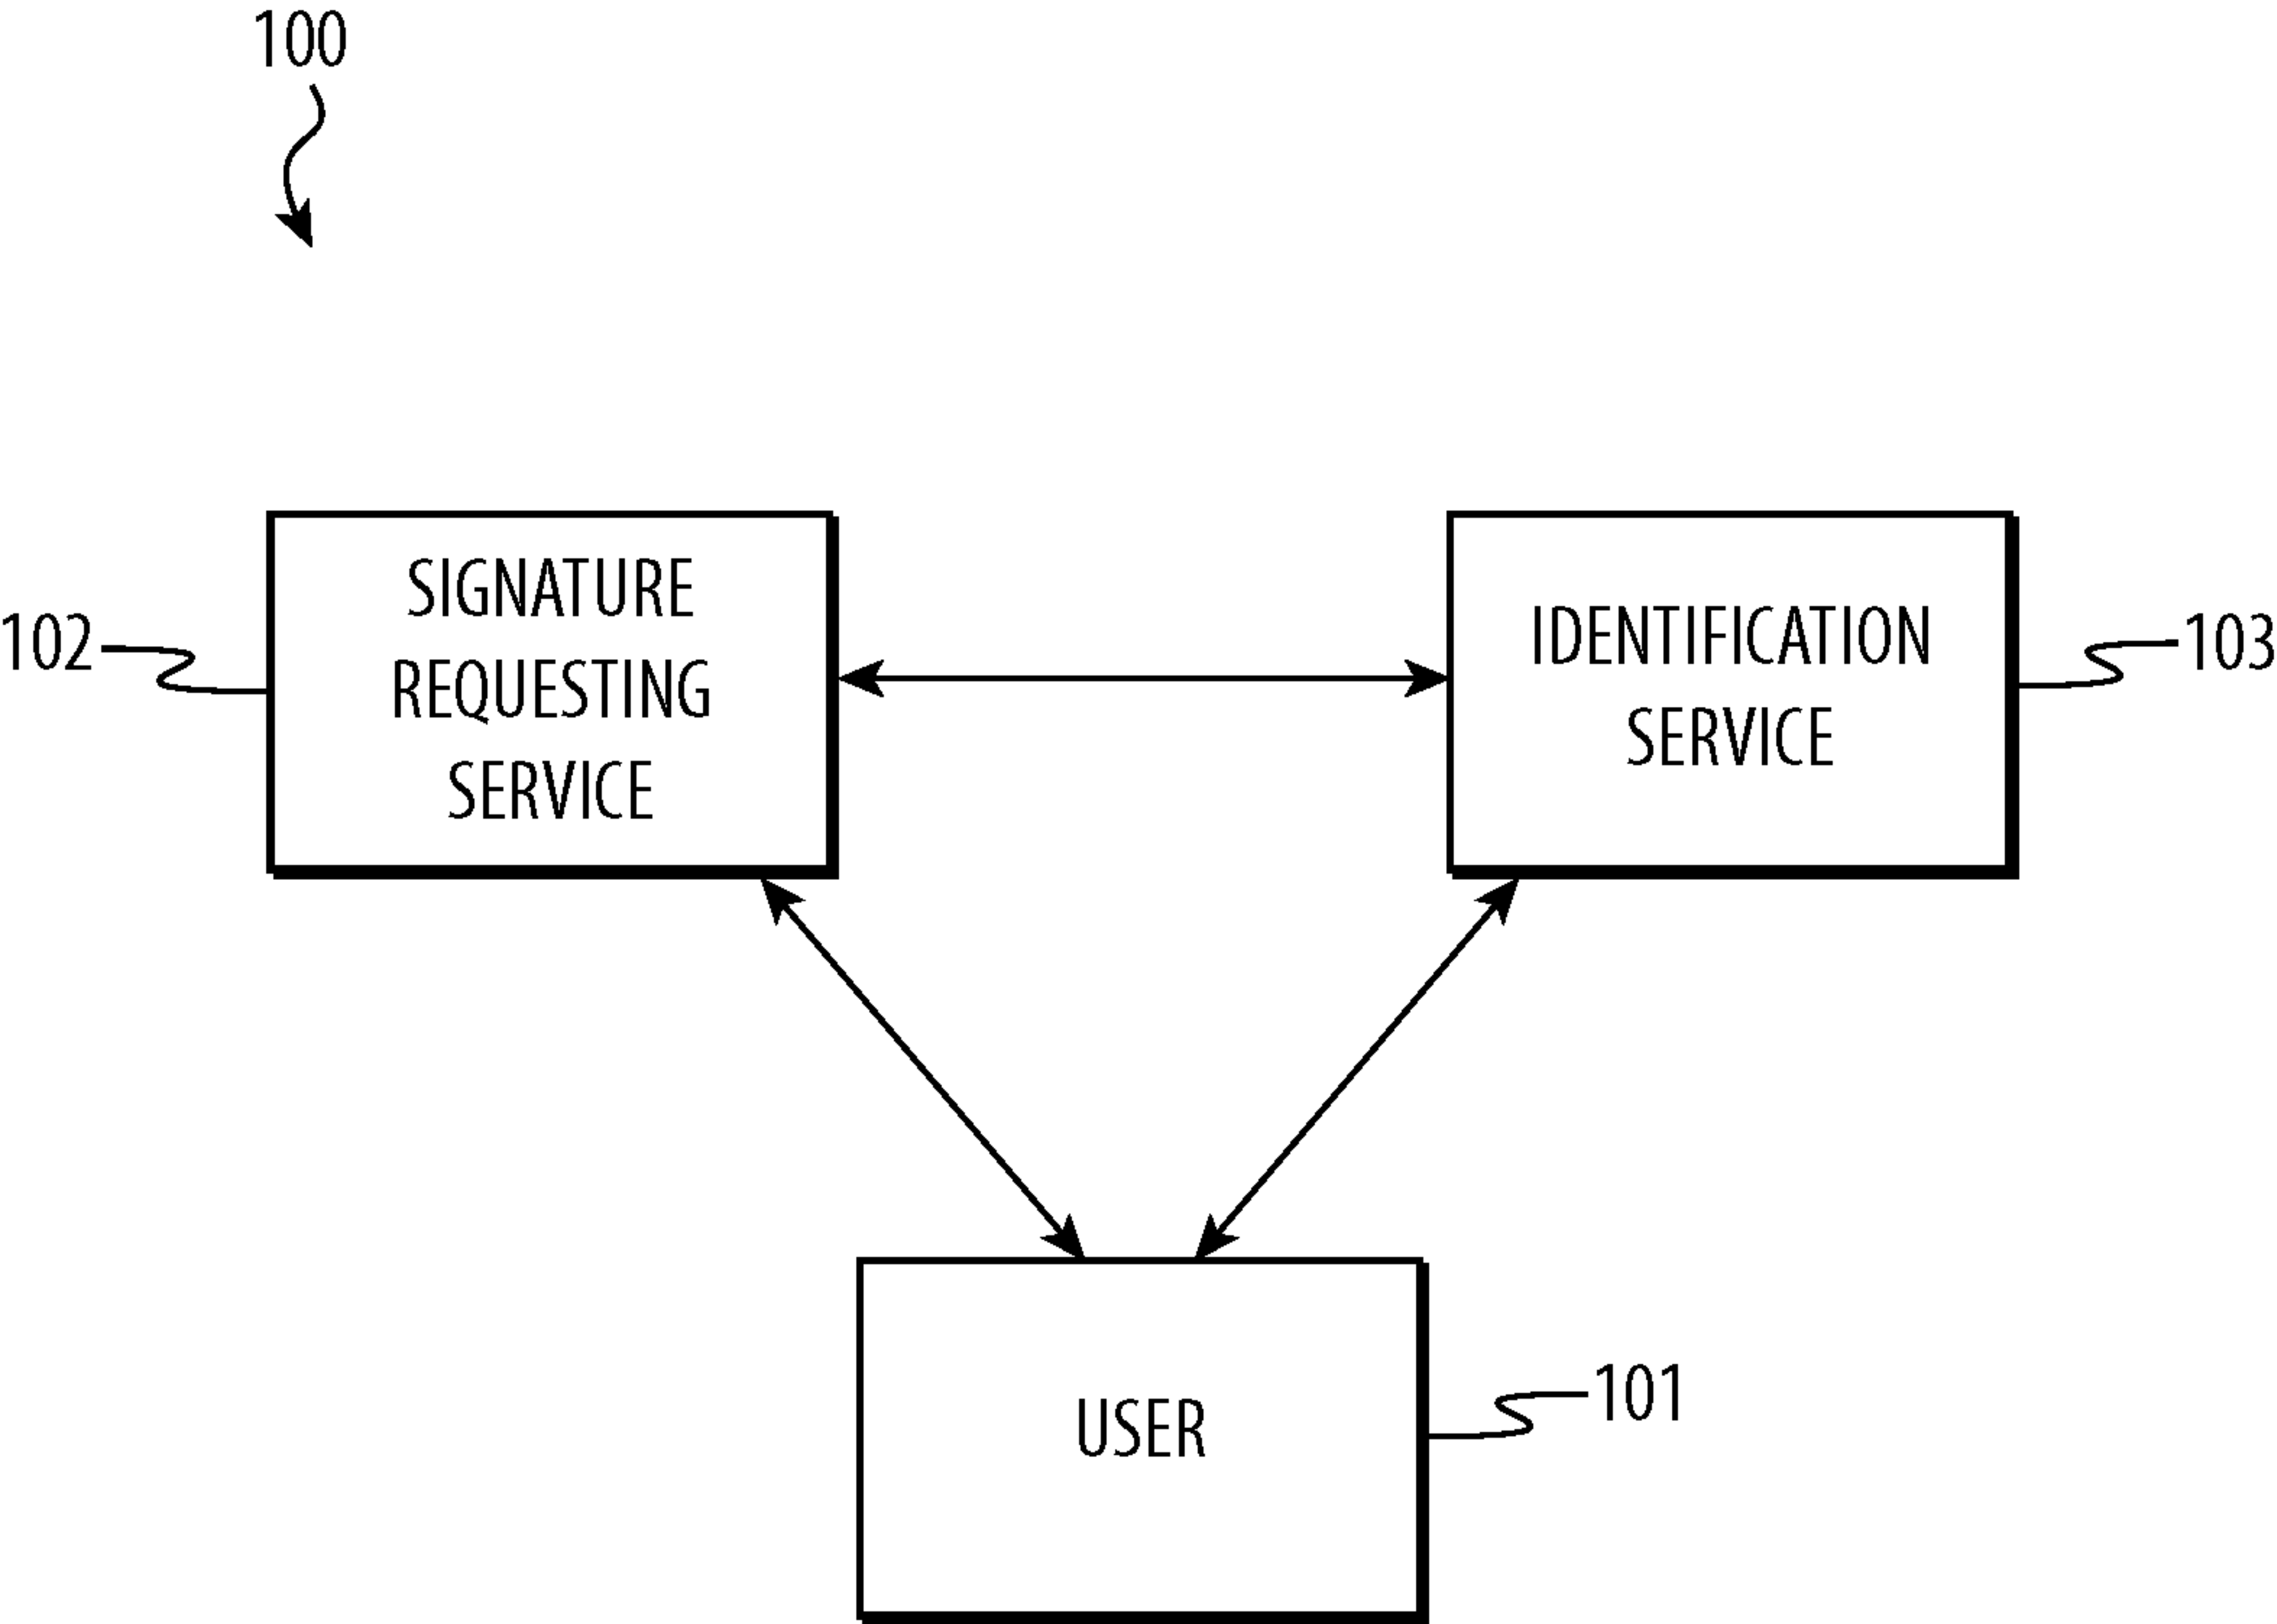 100
SIGNATURE
REQUESTING
SERVICE
102
IDENTIFICATION
SERVICE
103
USER
101